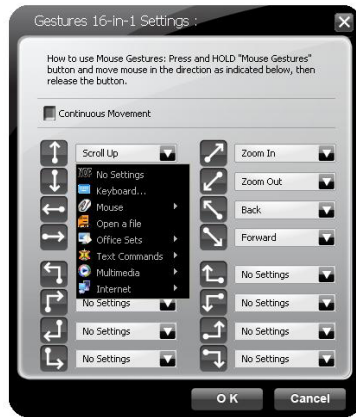 Gestures 16-in-1 Settings :
How to use Mouse Gestures: Press and HOLD "Mouse Gestures"
button and move mouse in the direction as indicated below, then
release the button.
Continuous Movement
Scroll Up
No Settings
Keyboard...
Mouse
Open a file
Office Sets
Text Commands
Multimedia
Internet
No Settings
No Settings
No Settings
Zoom In
Zoom Out
Back
Forward
No Settings
No Settings
No Settings
No Settings
OK
Cancel